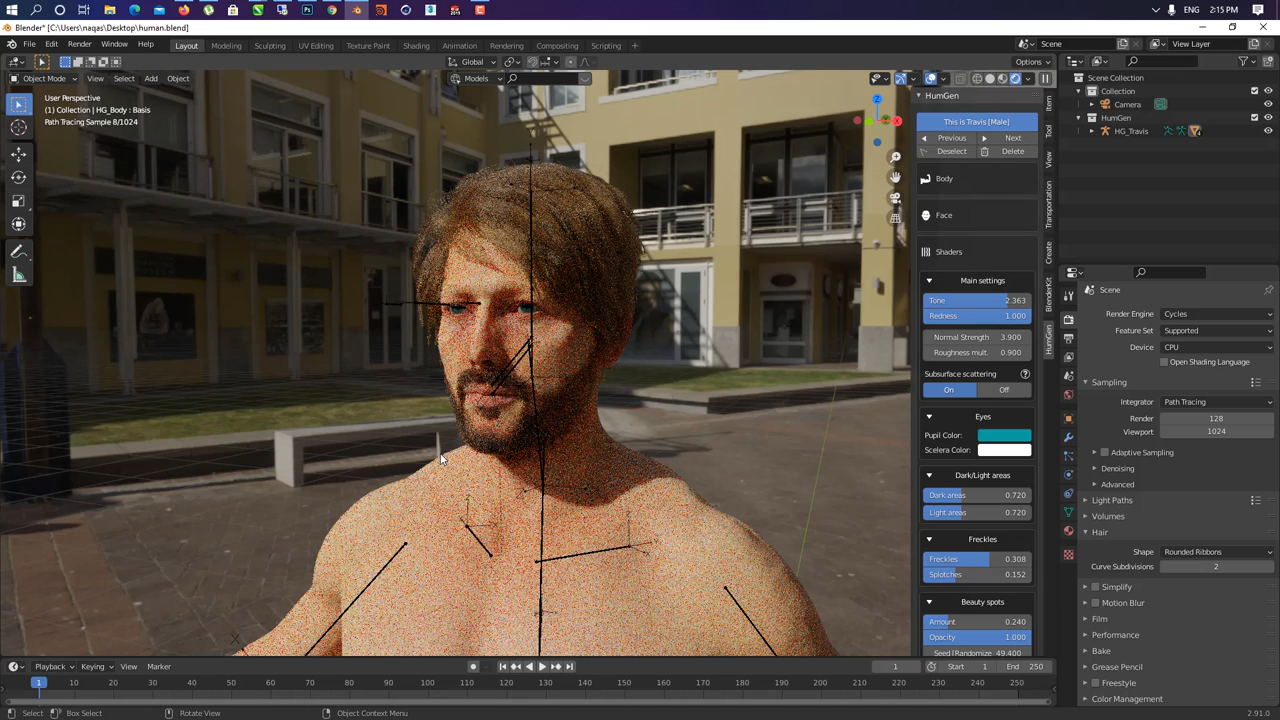 ENG 2:15 PM
Blender* [C:\Users\naqas\Desktop\human.blend]
File Edit Render Window Help
Layout Modeling Sculpting UV Editing Texture Paint Shading Animation Rendering Compositing Scripting
Scene View Layer
Global Options
Object Mode View Select Add Object Models
User Perspective
(1) Collection | HG_Body : Basis
Path Tracing Sample 8/1024
X
Z
HumGen
This is Travis [Male]
Previous Next
Deselect Delete
Body
Face
Shaders
Main settings
Tone 2.363
Redness 1.000
Normal Strength 3.900
Roughness mult. 0.900
Subsurface scattering
On Off
Eyes
Pupil Color:
Sclelera Color:
Dark/Light areas
Dark areas 0.720
Light areas 0.720
Freckles
Freckles 0.308
Splotches 0.152
Beauty spots
Amount 0.240
Opacity 1.000
Seed [Randomize 49.400
Item
Tool
View
Transportation
Create
BlenderKit
HumGen
Scene Collection
Collection
Camera
HumGen
HG_Travis
Scene
Render Engine Cycles
Feature Set Supported
Device CPU
Open Shading Language
Sampling
Integrator Path Tracing
Render 128
Viewport 1024
Adaptive Sampling
Denoising
Advanced
Light Paths
Volumes
Hair
Shape Rounded Ribbons
Curve Subdivisions 2
Simplify
Motion Blur
Film
Performance
Bake
Grease Pencil
Freestyle
Color Management
Playback Keying View Marker 1 Start 1 End 250
1 10 20 30 40 50 60 70 80 90 100 110 120 130 140 150 160 170 180 190 200 210 220 230 240 250
Select Box Select Rotate View Object Context Menu 2.91.0